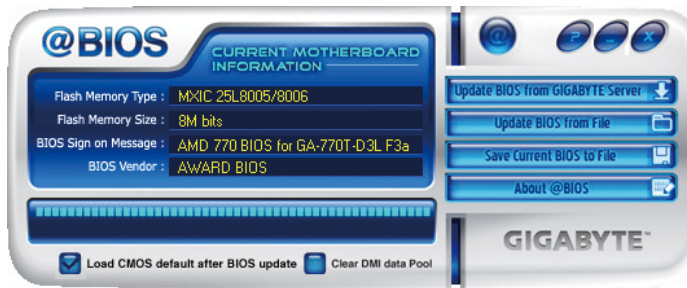 @BIOS
CURRENT MOTHERBOARD
INFORMATION
Flash Memory Type : MXIC 25L8005/8006
Flash Memory Size : 8M bits
BIOS Sign on Message : AMD 770 BIOS for GA-770T-D3L F3a
BIOS Vendor : AWARD BIOS
Load CMOS default after BIOS update
Clear DMI data Pool
@
? – x
Update BIOS from GIGABYTE Server
Update BIOS from File
Save Current BIOS to File
About @BIOS
GIGABYTE™